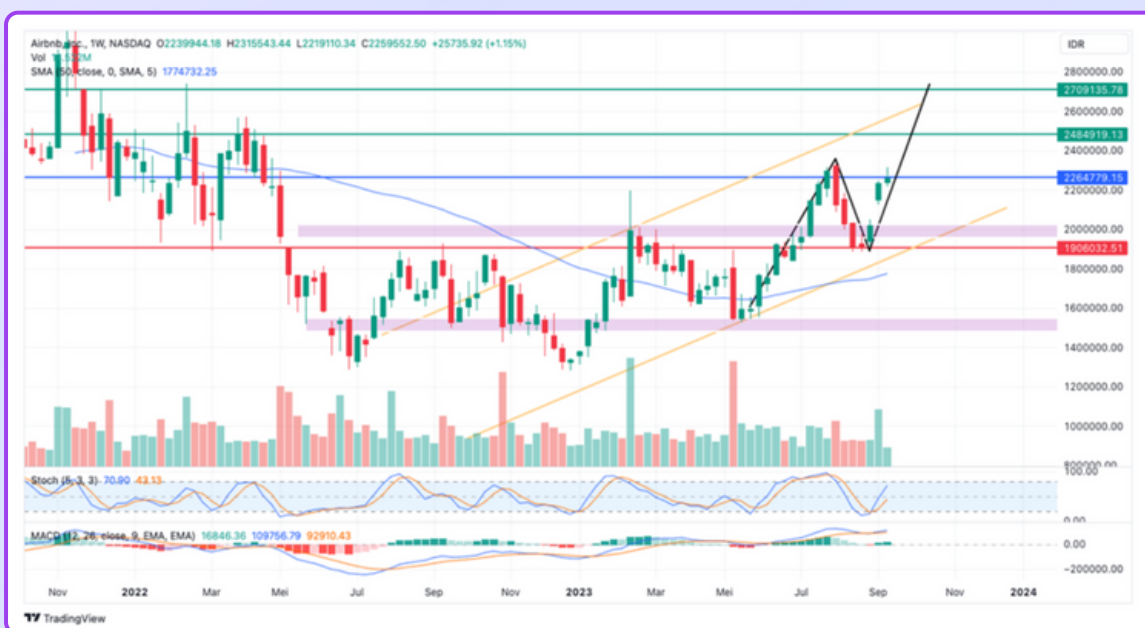 Airbnb, Inc., 1W, NASDAQ O2239944.18 H2315543.44 L2219110.34 C2259552.50 +25735.92 (+1.15%)
IDR
Vol
SMA (50, close, 0, SMA, 5) 1774732.25
2800000.00
2709135.78
2600000.00
2484919.13
2400000.00
2264779.15
2200000.00
2000000.00
1906032.51
1800000.00
1600000.00
1400000.00
1200000.00
1000000.00
800000.00
100.00
Stoch (5, 3, 3) 70.90 43.13
0.00
MACD (12, 26, close, 9, EMA, EMA) 16846.36 109756.79 92910.43
0.00
−200000.00
Nov 2022 Mar Mei Jul Sep Nov 2023 Mar Mei Jul Sep Nov 2024
TradingView